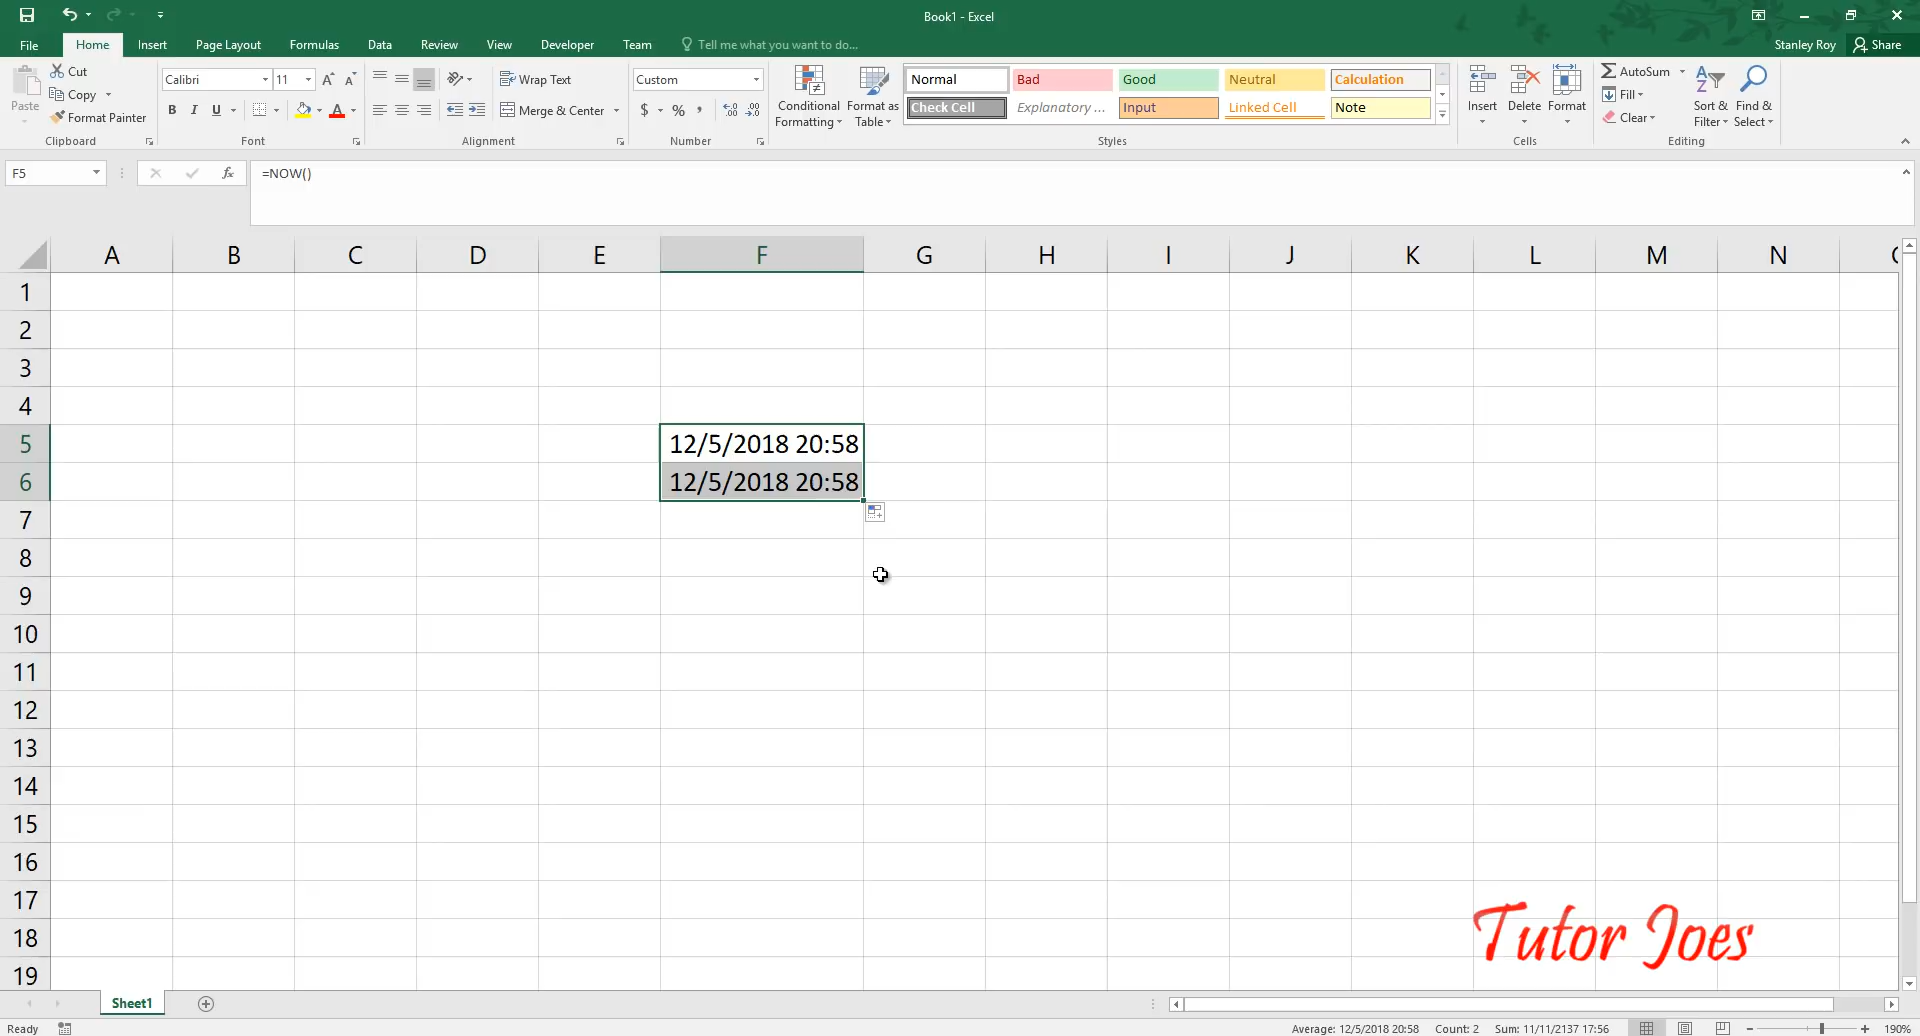 Book1 - Excel
File Home Insert Page Layout Formulas Data Review View Developer Team Tell me what you want to do... Stanley Roy Share
Paste
Cut
Copy
Format Painter
Clipboard
Calibri 11
B I U
Font
Wrap Text
Merge & Center
Alignment
Custom
$ % ,
Number
Conditional Formatting
Format as Table
Normal Bad Good Neutral Calculation
Check Cell Explanatory ... Input Linked Cell Note
Styles
Insert Delete Format
Cells
AutoSum
Fill
Clear
Sort & Filter
Find & Select
Editing
F5 fx =NOW()
A B C D E F G H I J K L M N
1
2
3
4
5 12/5/2018 20:58
6 12/5/2018 20:58
7
8
9
10
11
12
13
14
15
16
17
18
19
Tutor Joes
Sheet1
Ready Average: 12/5/2018 20:58 Count: 2 Sum: 11/11/2137 17:56 190%